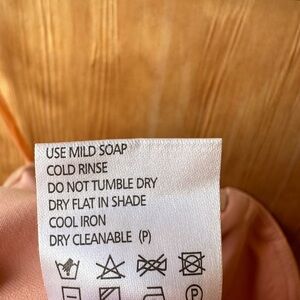 USE MILD SOAP
COLD RINSE
DO NOT TUMBLE DRY
DRY FLAT IN SHADE
COOL IRON
DRY CLEANABLE (P)